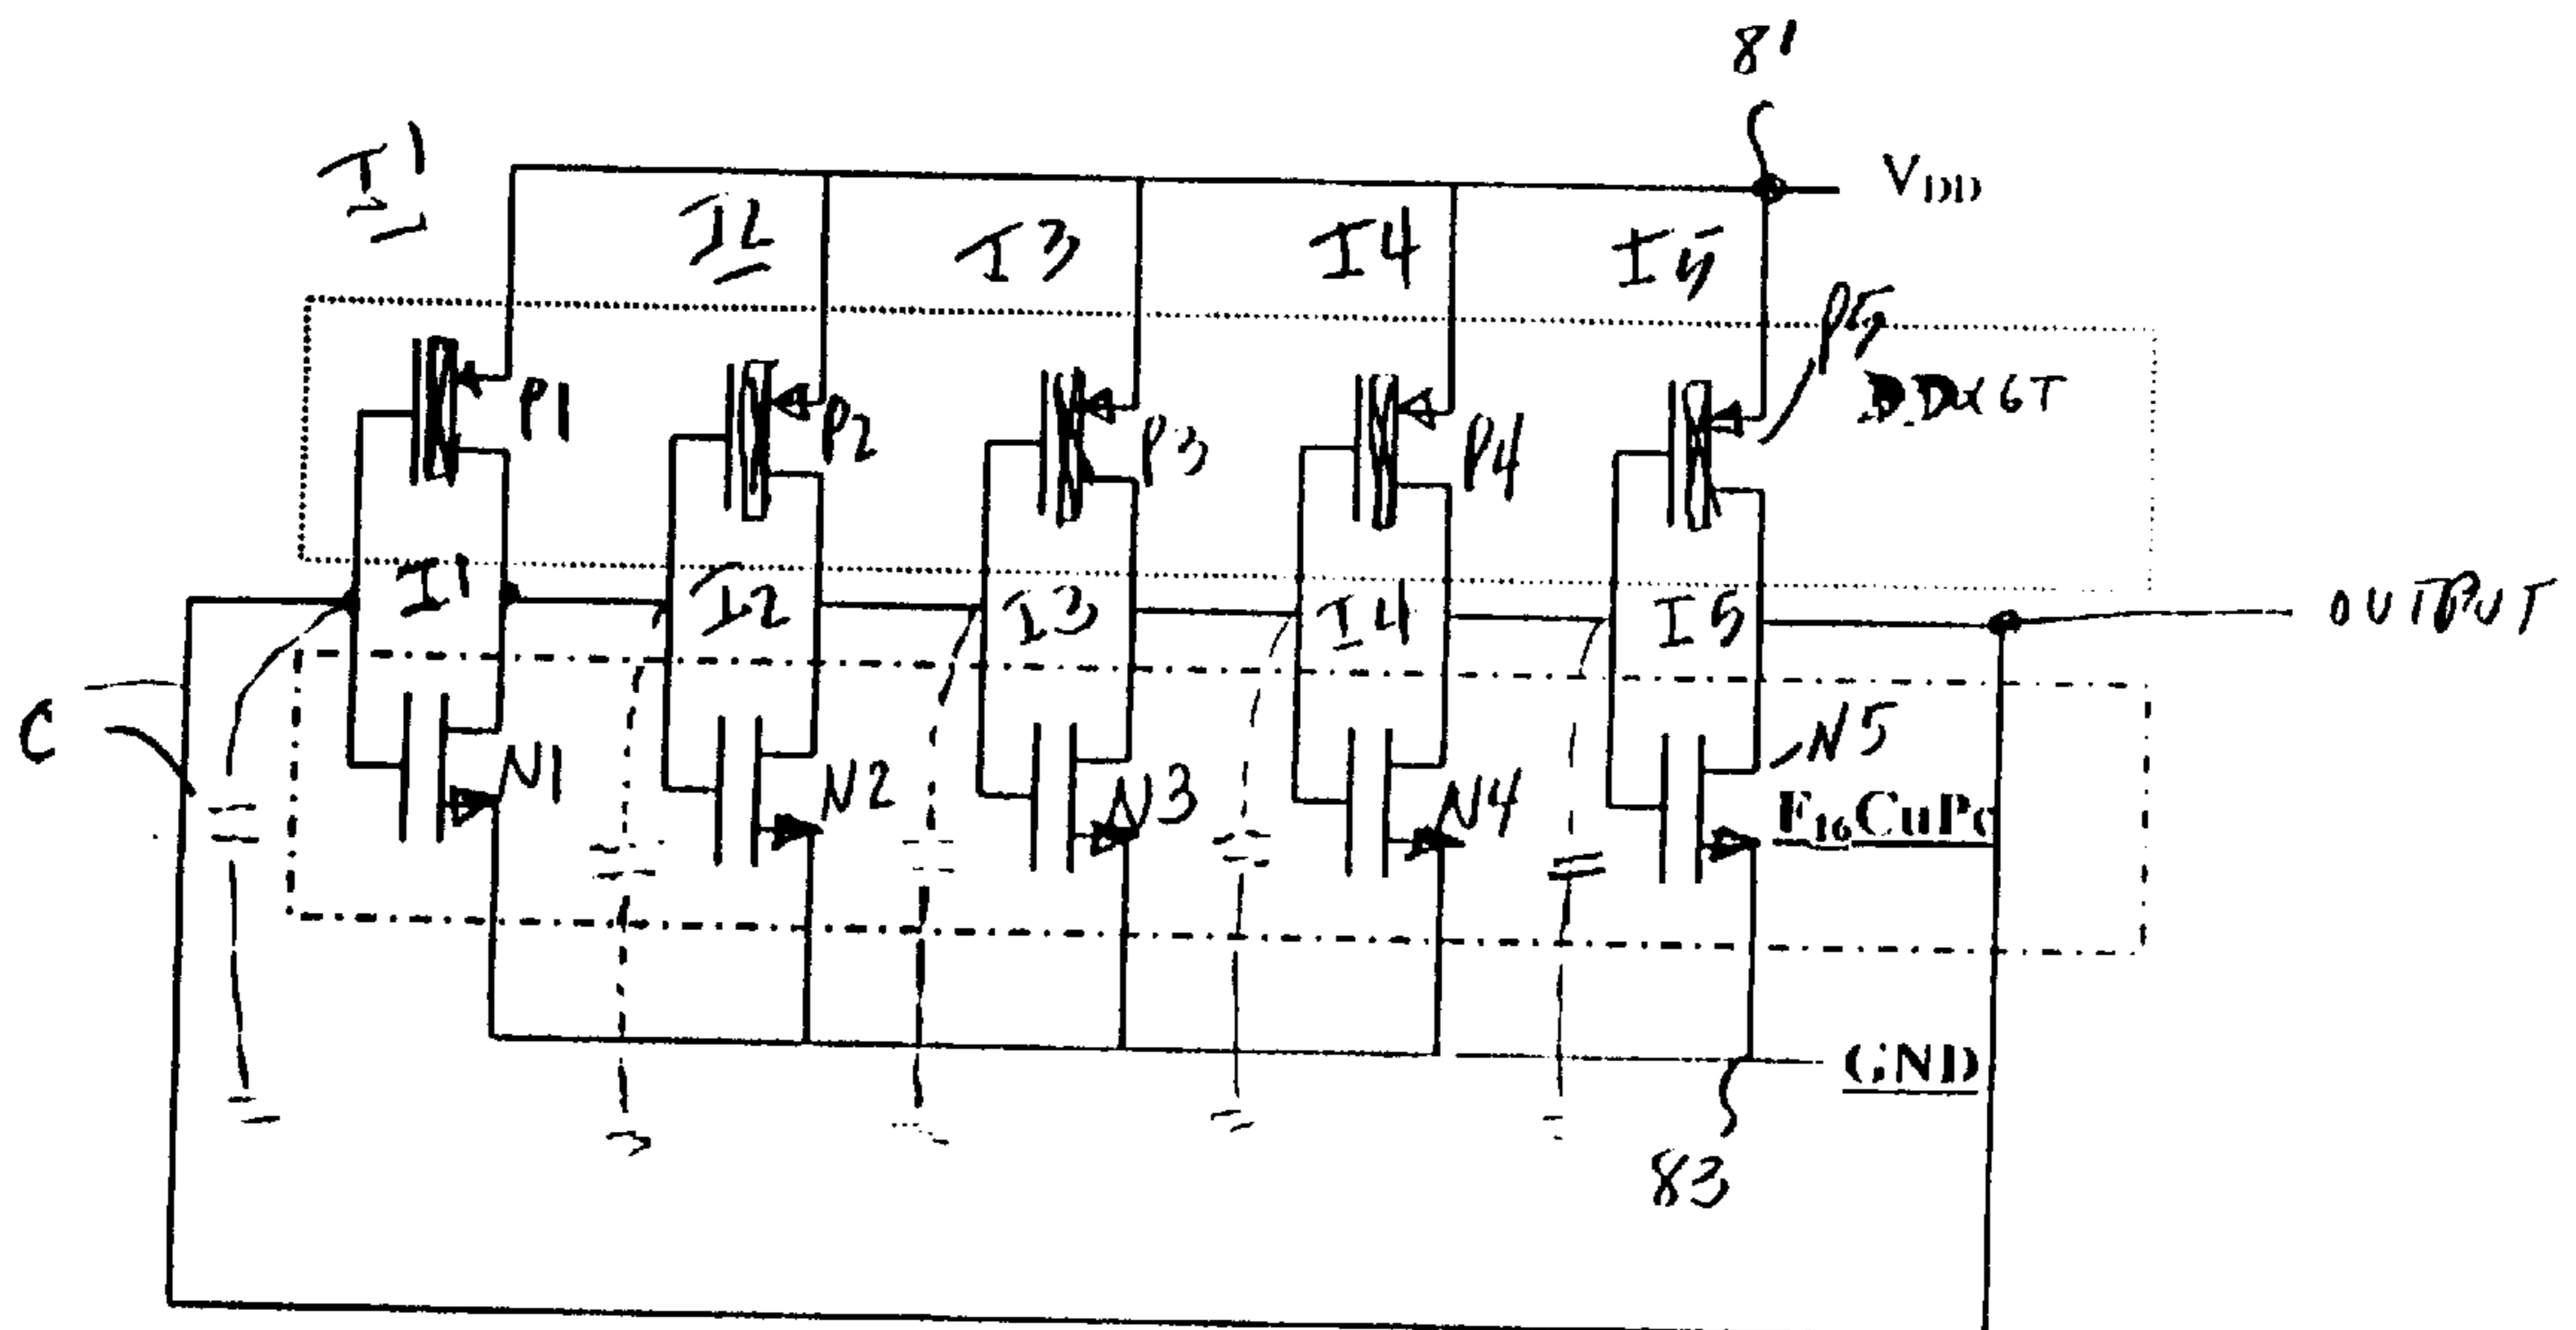 81
VDD
I1
I2
I3
I4
I5
P5
DDα6T
P1
P2
P3
P4
I1
I2
I3
I4
I5
OUTPUT
C
N1
N2
N3
N4
N5
F16CuPc
GND
83